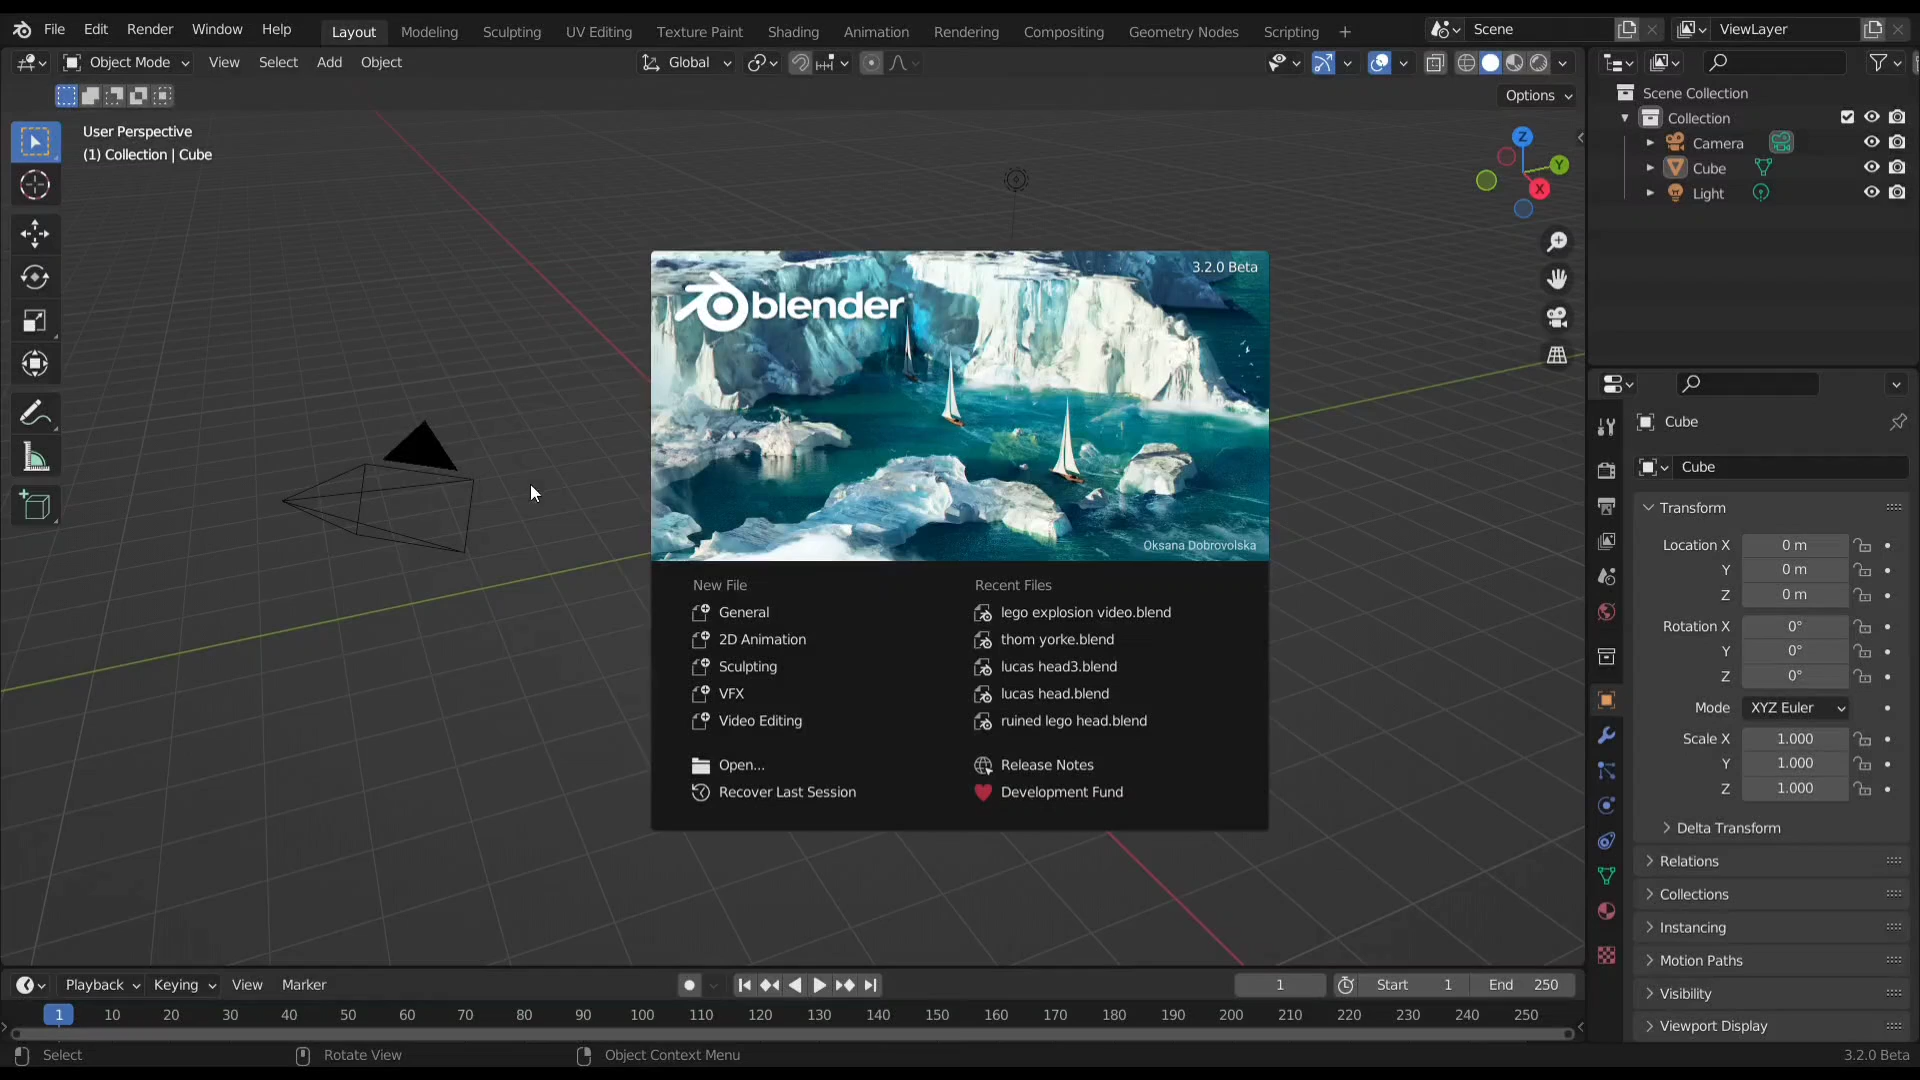 File Edit Render Window Help Layout Modeling Sculpting UV Editing Texture Paint Shading Animation Rendering Compositing Geometry Nodes Scripting + Scene ViewLayer
Object Mode View Select Add Object Global
Options
User Perspective
(1) Collection | Cube
Z
Y
X
Scene Collection
Collection
Camera
Cube
Light
3.2.0 Beta
blender
Oksana Dobrovolska
New File
General
2D Animation
Sculpting
VFX
Video Editing
Open...
Recover Last Session
Recent Files
lego explosion video.blend
thom yorke.blend
lucas head3.blend
lucas head.blend
ruined lego head.blend
Release Notes
Development Fund
Cube
Cube
Transform
Location X 0 m
Y 0 m
Z 0 m
Rotation X 0°
Y 0°
Z 0°
Mode XYZ Euler
Scale X 1.000
Y 1.000
Z 1.000
Delta Transform
Relations
Collections
Instancing
Motion Paths
Visibility
Viewport Display
Playback Keying View Marker 1 Start 1 End 250
1 10 20 30 40 50 60 70 80 90 100 110 120 130 140 150 160 170 180 190 200 210 220 230 240 250
Select Rotate View Object Context Menu 3.2.0 Beta